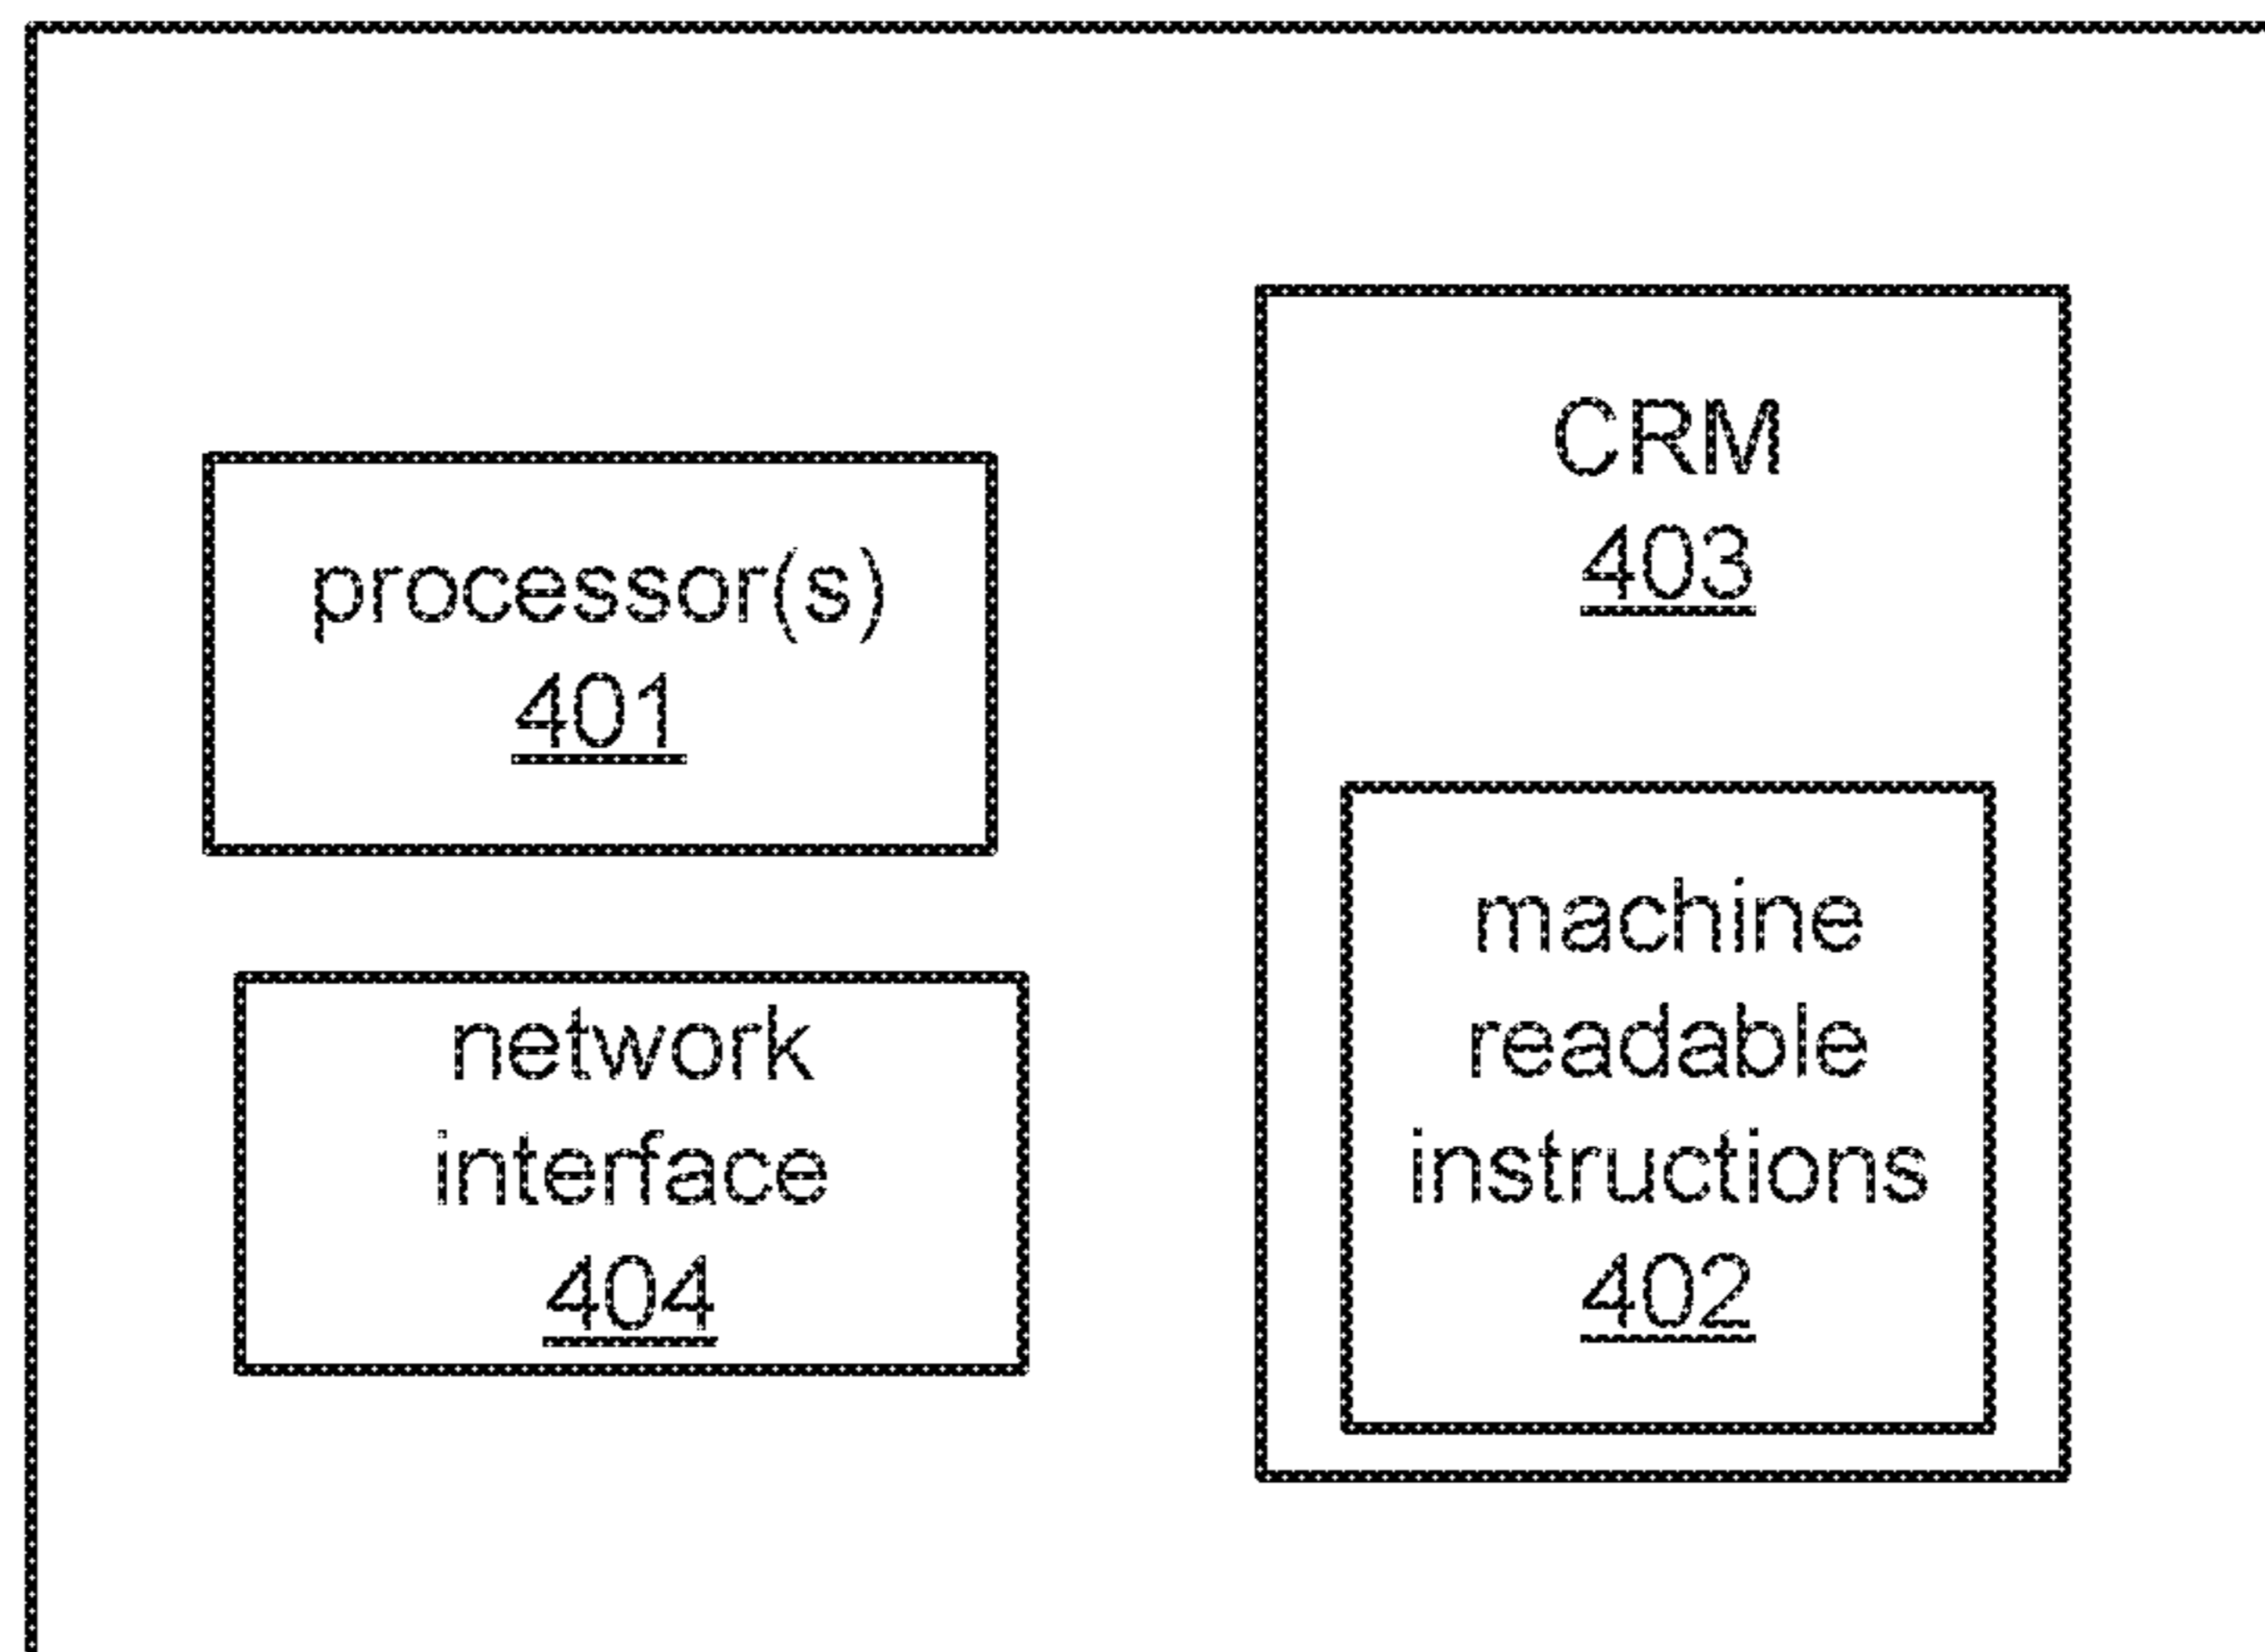 processor(s)
401
network
interface
404
CRM
403
machine
readable
instructions
402